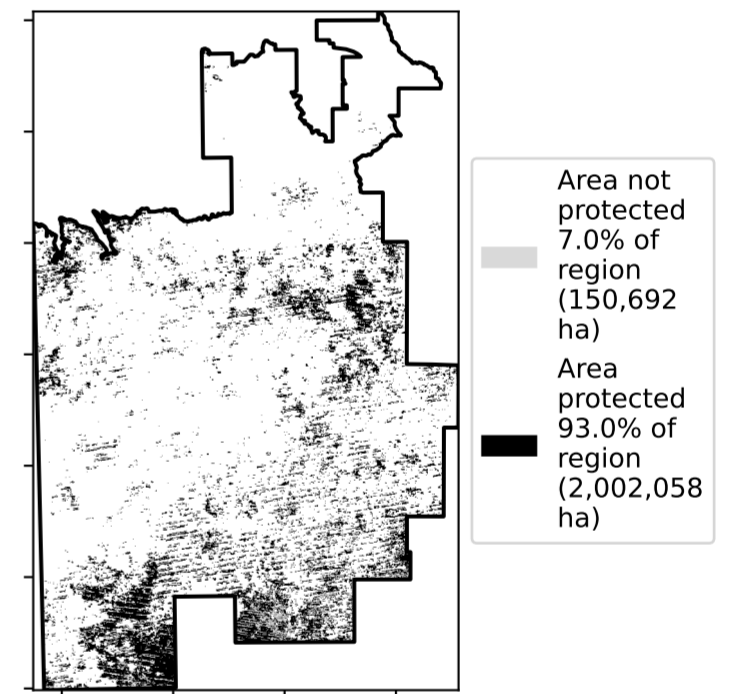 Area not
protected
7.0% of
region
(150,692
ha)
Area
protected
93.0% of
region
(2,002,058
ha)